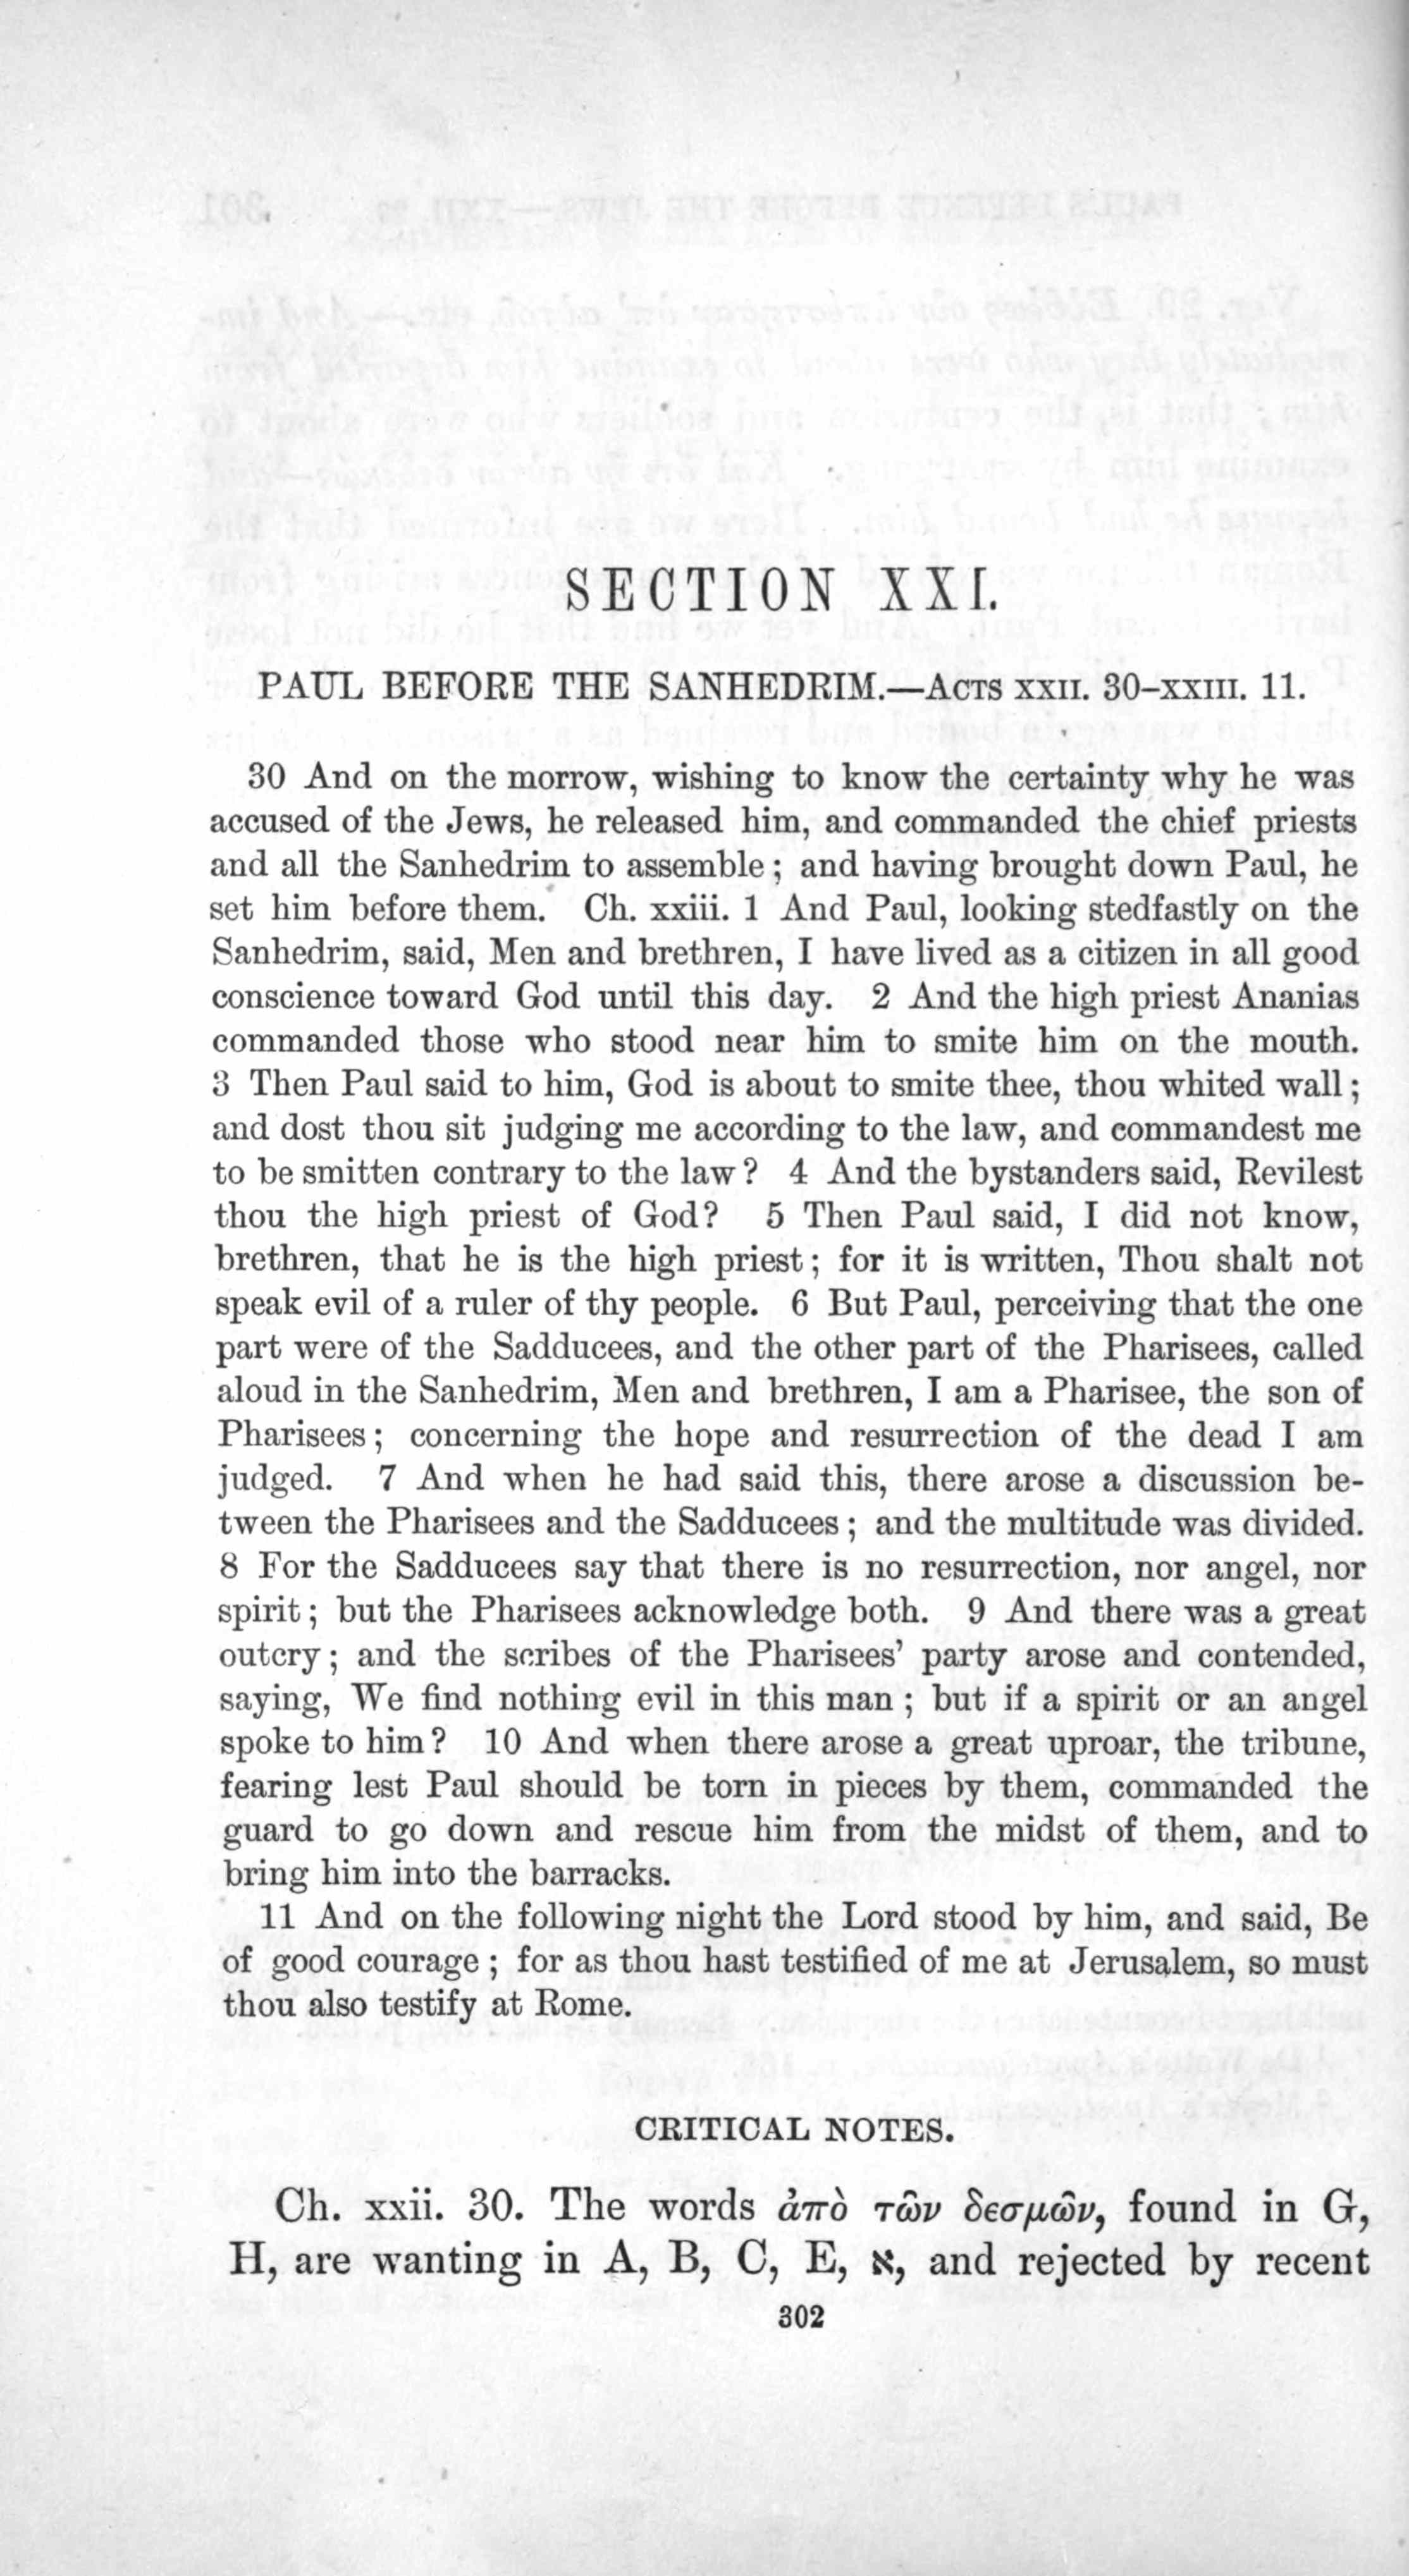 SECTION XXI.
PAUL BEFORE THE SANHEDRIM.—ACTS XXII. 30–XXIII. 11.
30 And on the morrow, wishing to know the certainty why he was
accused of the Jews, he released him, and commanded the chief priests
and all the Sanhedrim to assemble; and having brought down Paul, he
set him before them. Ch. xxiii. 1 And Paul, looking stedfastly on the
Sanhedrim, said, Men and brethren, I have lived as a citizen in all good
conscience toward God until this day. 2 And the high priest Ananias
commanded those who stood near him to smite him on the mouth.
3 Then Paul said to him, God is about to smite thee, thou whited wall;
and dost thou sit judging me according to the law, and commandest me
to be smitten contrary to the law? 4 And the bystanders said, Revilest
thou the high priest of God? 5 Then Paul said, I did not know,
brethren, that he is the high priest; for it is written, Thou shalt not
speak evil of a ruler of thy people. 6 But Paul, perceiving that the one
part were of the Sadducees, and the other part of the Pharisees, called
aloud in the Sanhedrim, Men and brethren, I am a Pharisee, the son of
Pharisees; concerning the hope and resurrection of the dead I am
judged. 7 And when he had said this, there arose a discussion be-
tween the Pharisees and the Sadducees; and the multitude was divided.
8 For the Sadducees say that there is no resurrection, nor angel, nor
spirit; but the Pharisees acknowledge both. 9 And there was a great
outcry; and the scribes of the Pharisees' party arose and contended,
saying, We find nothing evil in this man; but if a spirit or an angel
spoke to him? 10 And when there arose a great uproar, the tribune,
fearing lest Paul should be torn in pieces by them, commanded the
guard to go down and rescue him from the midst of them, and to
bring him into the barracks.
11 And on the following night the Lord stood by him, and said, Be
of good courage; for as thou hast testified of me at Jerusalem, so must
thou also testify at Rome.
CRITICAL NOTES.
Ch. xxii. 30. The words ἀπὸ τῶν δεσμῶν, found in G,
H, are wanting in A, B, C, E, א, and rejected by recent
302